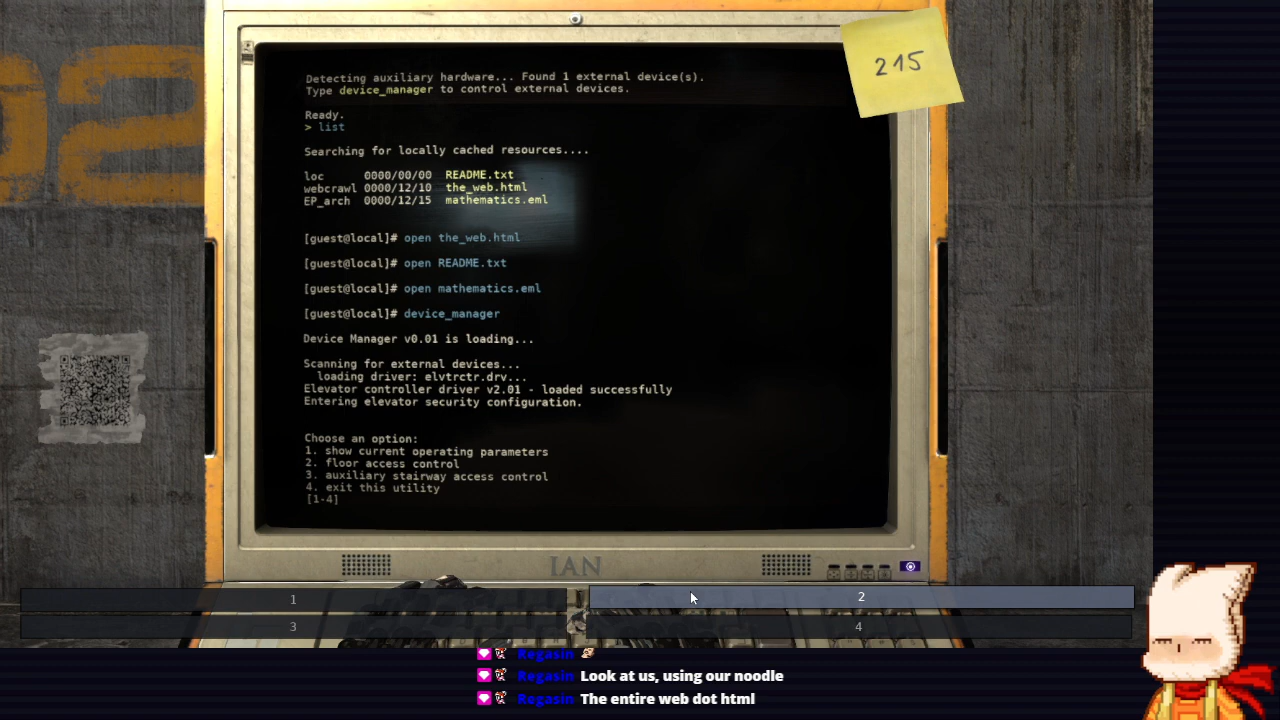 02
215
Detecting auxiliary hardware... Found 1 external device(s).
Type device_manager to control external devices.
Ready.
> list
Searching for locally cached resources....
loc 0000/00/00 README.txt
webcrawl 0000/12/10 the_web.html
EP_arch 0000/12/15 mathematics.eml
[guest@local]# open the_web.html
[guest@local]# open README.txt
[guest@local]# open mathematics.eml
[guest@local]# device_manager
Device Manager v0.01 is loading...
Scanning for external devices...
loading driver: elvtrctr.drv...
Elevator controller driver v2.01 - loaded successfully
Entering elevator security configuration.
Choose an option:
1. show current operating parameters
2. floor access control
3. auxiliary stairway access control
4. exit this utility
[1-4]
IAN
1
2
3
4
Regasin
Regasin Look at us, using our noodle
Regasin The entire web dot html